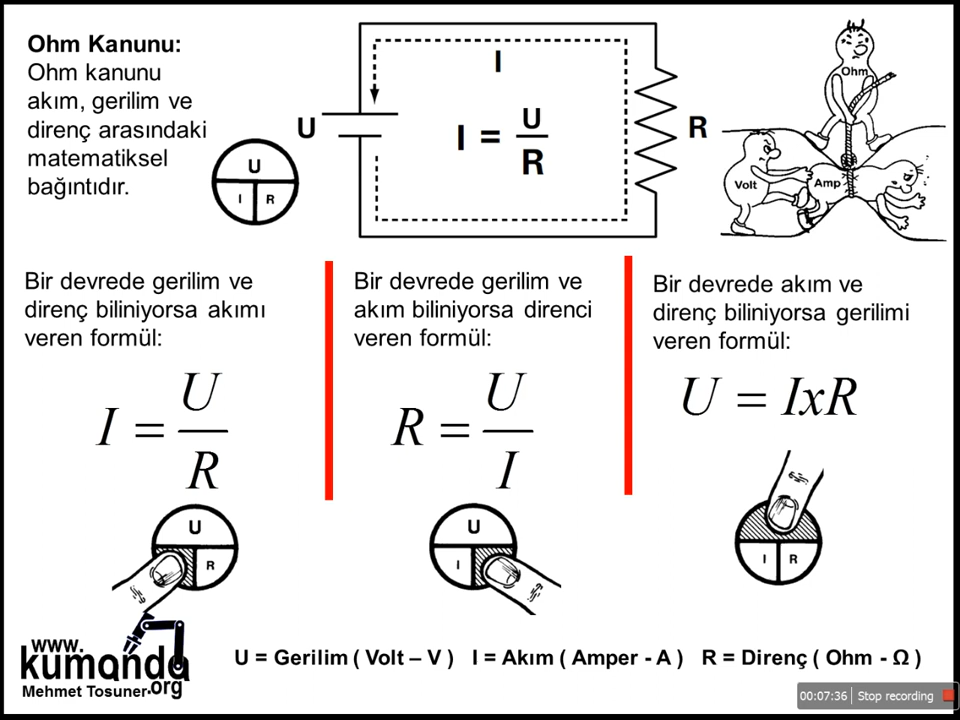 Ohm Kanunu:
Ohm kanunu
akım, gerilim ve
direnç arasındaki
matematiksel
bağıntıdır.
U
I R
U
I
I = U
R
R
Ohm
Volt
Amp
Bir devrede gerilim ve
direnç biliniyorsa akımı
veren formül:
I = U
R
U
R
Bir devrede gerilim ve
akım biliniyorsa direnci
veren formül:
R = U
I
U
I
Bir devrede akım ve
direnç biliniyorsa gerilimi
veren formül:
U = IxR
I R
www.
kumanda
Mehmet Tosuner .org
U = Gerilim ( Volt – V ) I = Akım ( Amper - A ) R = Direnç ( Ohm - Ω )
00:07:36 Stop recording